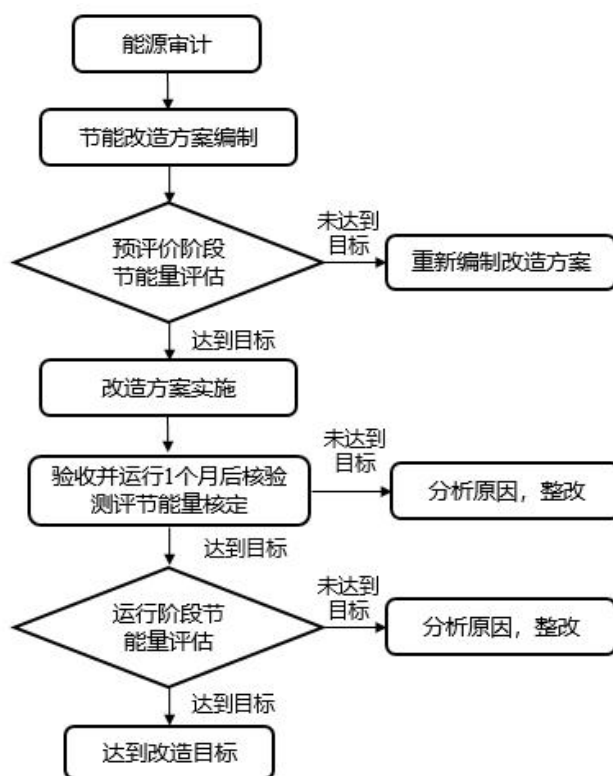 能源审计
节能改造方案编制
预评价阶段
节能量评估
未达到
目标
重新编制改造方案
达到目标
改造方案实施
验收并运行1个月后核验
测评节能量核定
未达到
目标
分析原因，整改
达到目标
运行阶段节
能量评估
未达到
目标
分析原因，整改
达到目标
达到改造目标